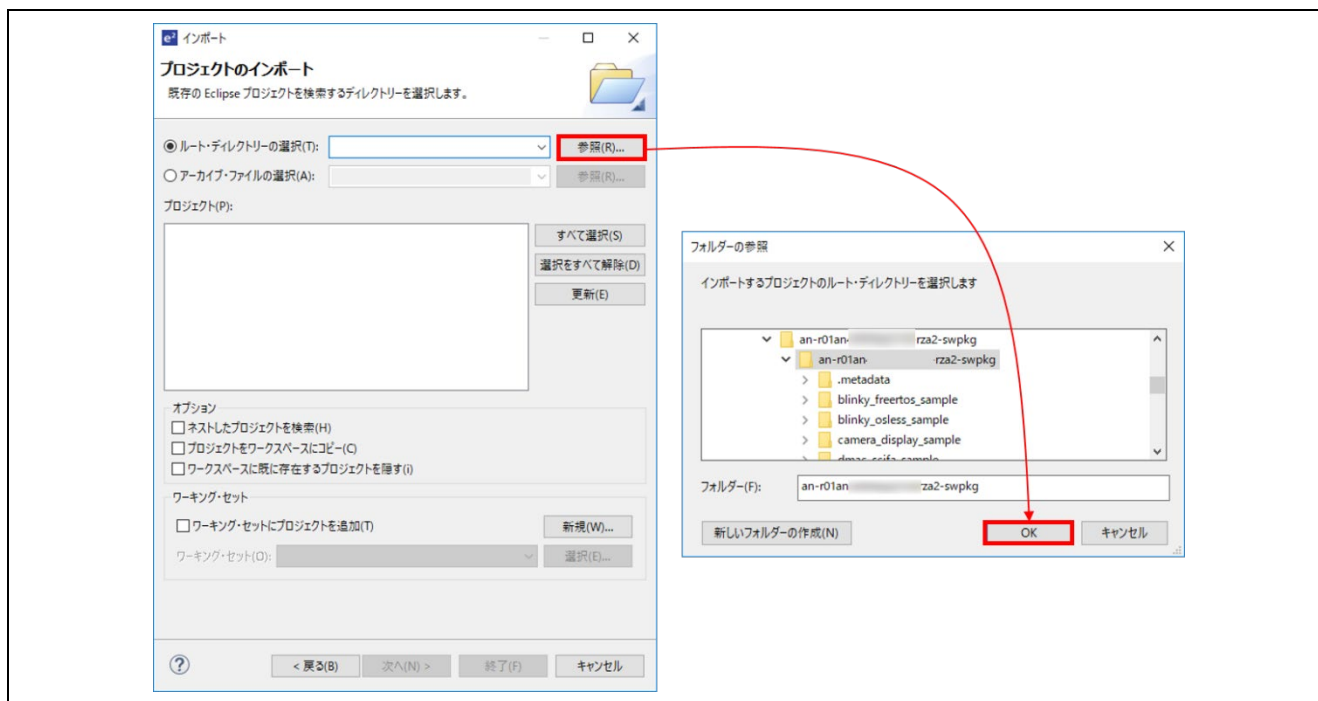 e² インポート
プロジェクトのインポート
既存の Eclipse プロジェクトを検索するディレクトリーを選択します。
ルート・ディレクトリーの選択(T):
参照(R)...
アーカイブ・ファイルの選択(A):
参照(R)...
プロジェクト(P):
すべて選択(S)
選択をすべて解除(D)
更新(E)
オプション
ネストしたプロジェクトを検索(H)
プロジェクトをワークスペースにコピー(C)
ワークスペースに既に存在するプロジェクトを隠す(i)
ワーキング・セット
ワーキング・セットにプロジェクトを追加(T)
新規(W)...
ワーキング・セット(O):
選択(E)...
?
< 戻る(B)
次へ(N) >
終了(F)
キャンセル
フォルダーの参照
インポートするプロジェクトのルート・ディレクトリーを選択します
an-r01an rza2-swpkg
an-r01an -rza2-swpkg
.metadata
blinky_freertos_sample
blinky_osless_sample
camera_display_sample
dmac_scifa_sample
フォルダー(F):
an-r01an za2-swpkg
新しいフォルダーの作成(N)
OK
キャンセル